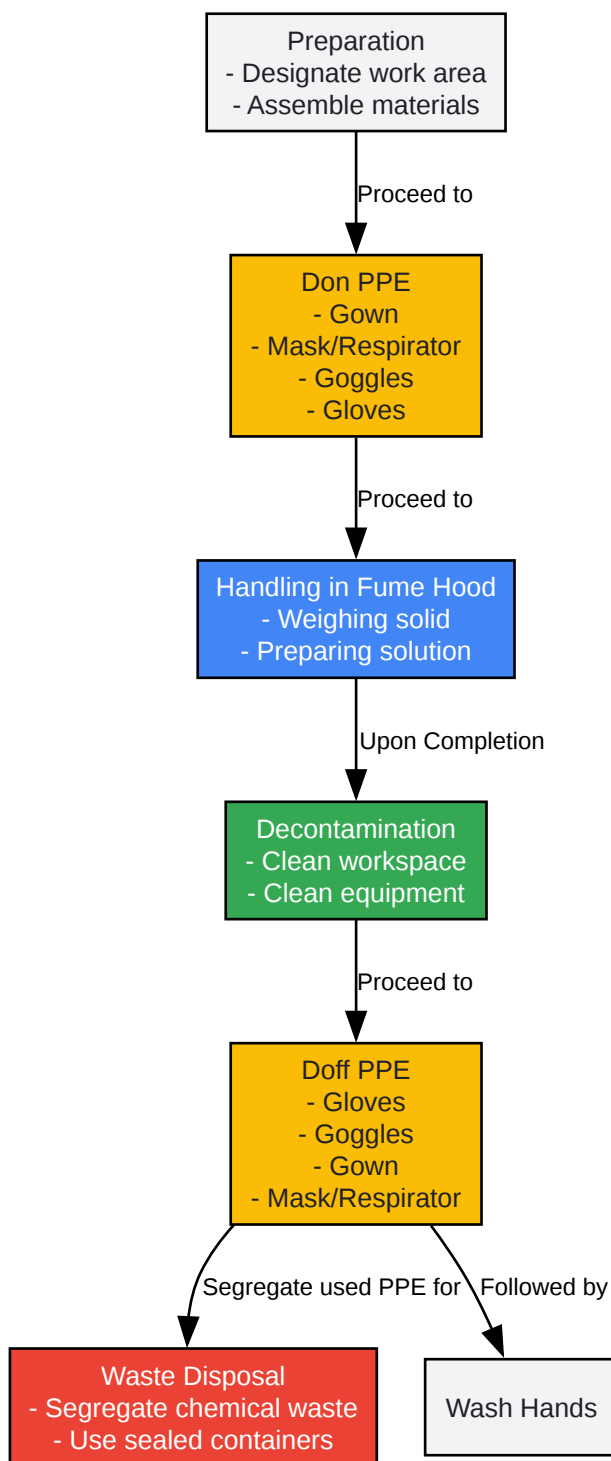 Preparation
- Designate work area
- Assemble materials
Proceed to
Don PPE
- Gown
- Mask/Respirator
- Goggles
- Gloves
Proceed to
Handling in Fume Hood
- Weighing solid
- Preparing solution
Upon Completion
Decontamination
- Clean workspace
- Clean equipment
Proceed to
Doff PPE
- Gloves
- Goggles
- Gown
- Mask/Respirator
Segregate used PPE for
Followed by
Waste Disposal
- Segregate chemical waste
- Use sealed containers
Wash Hands